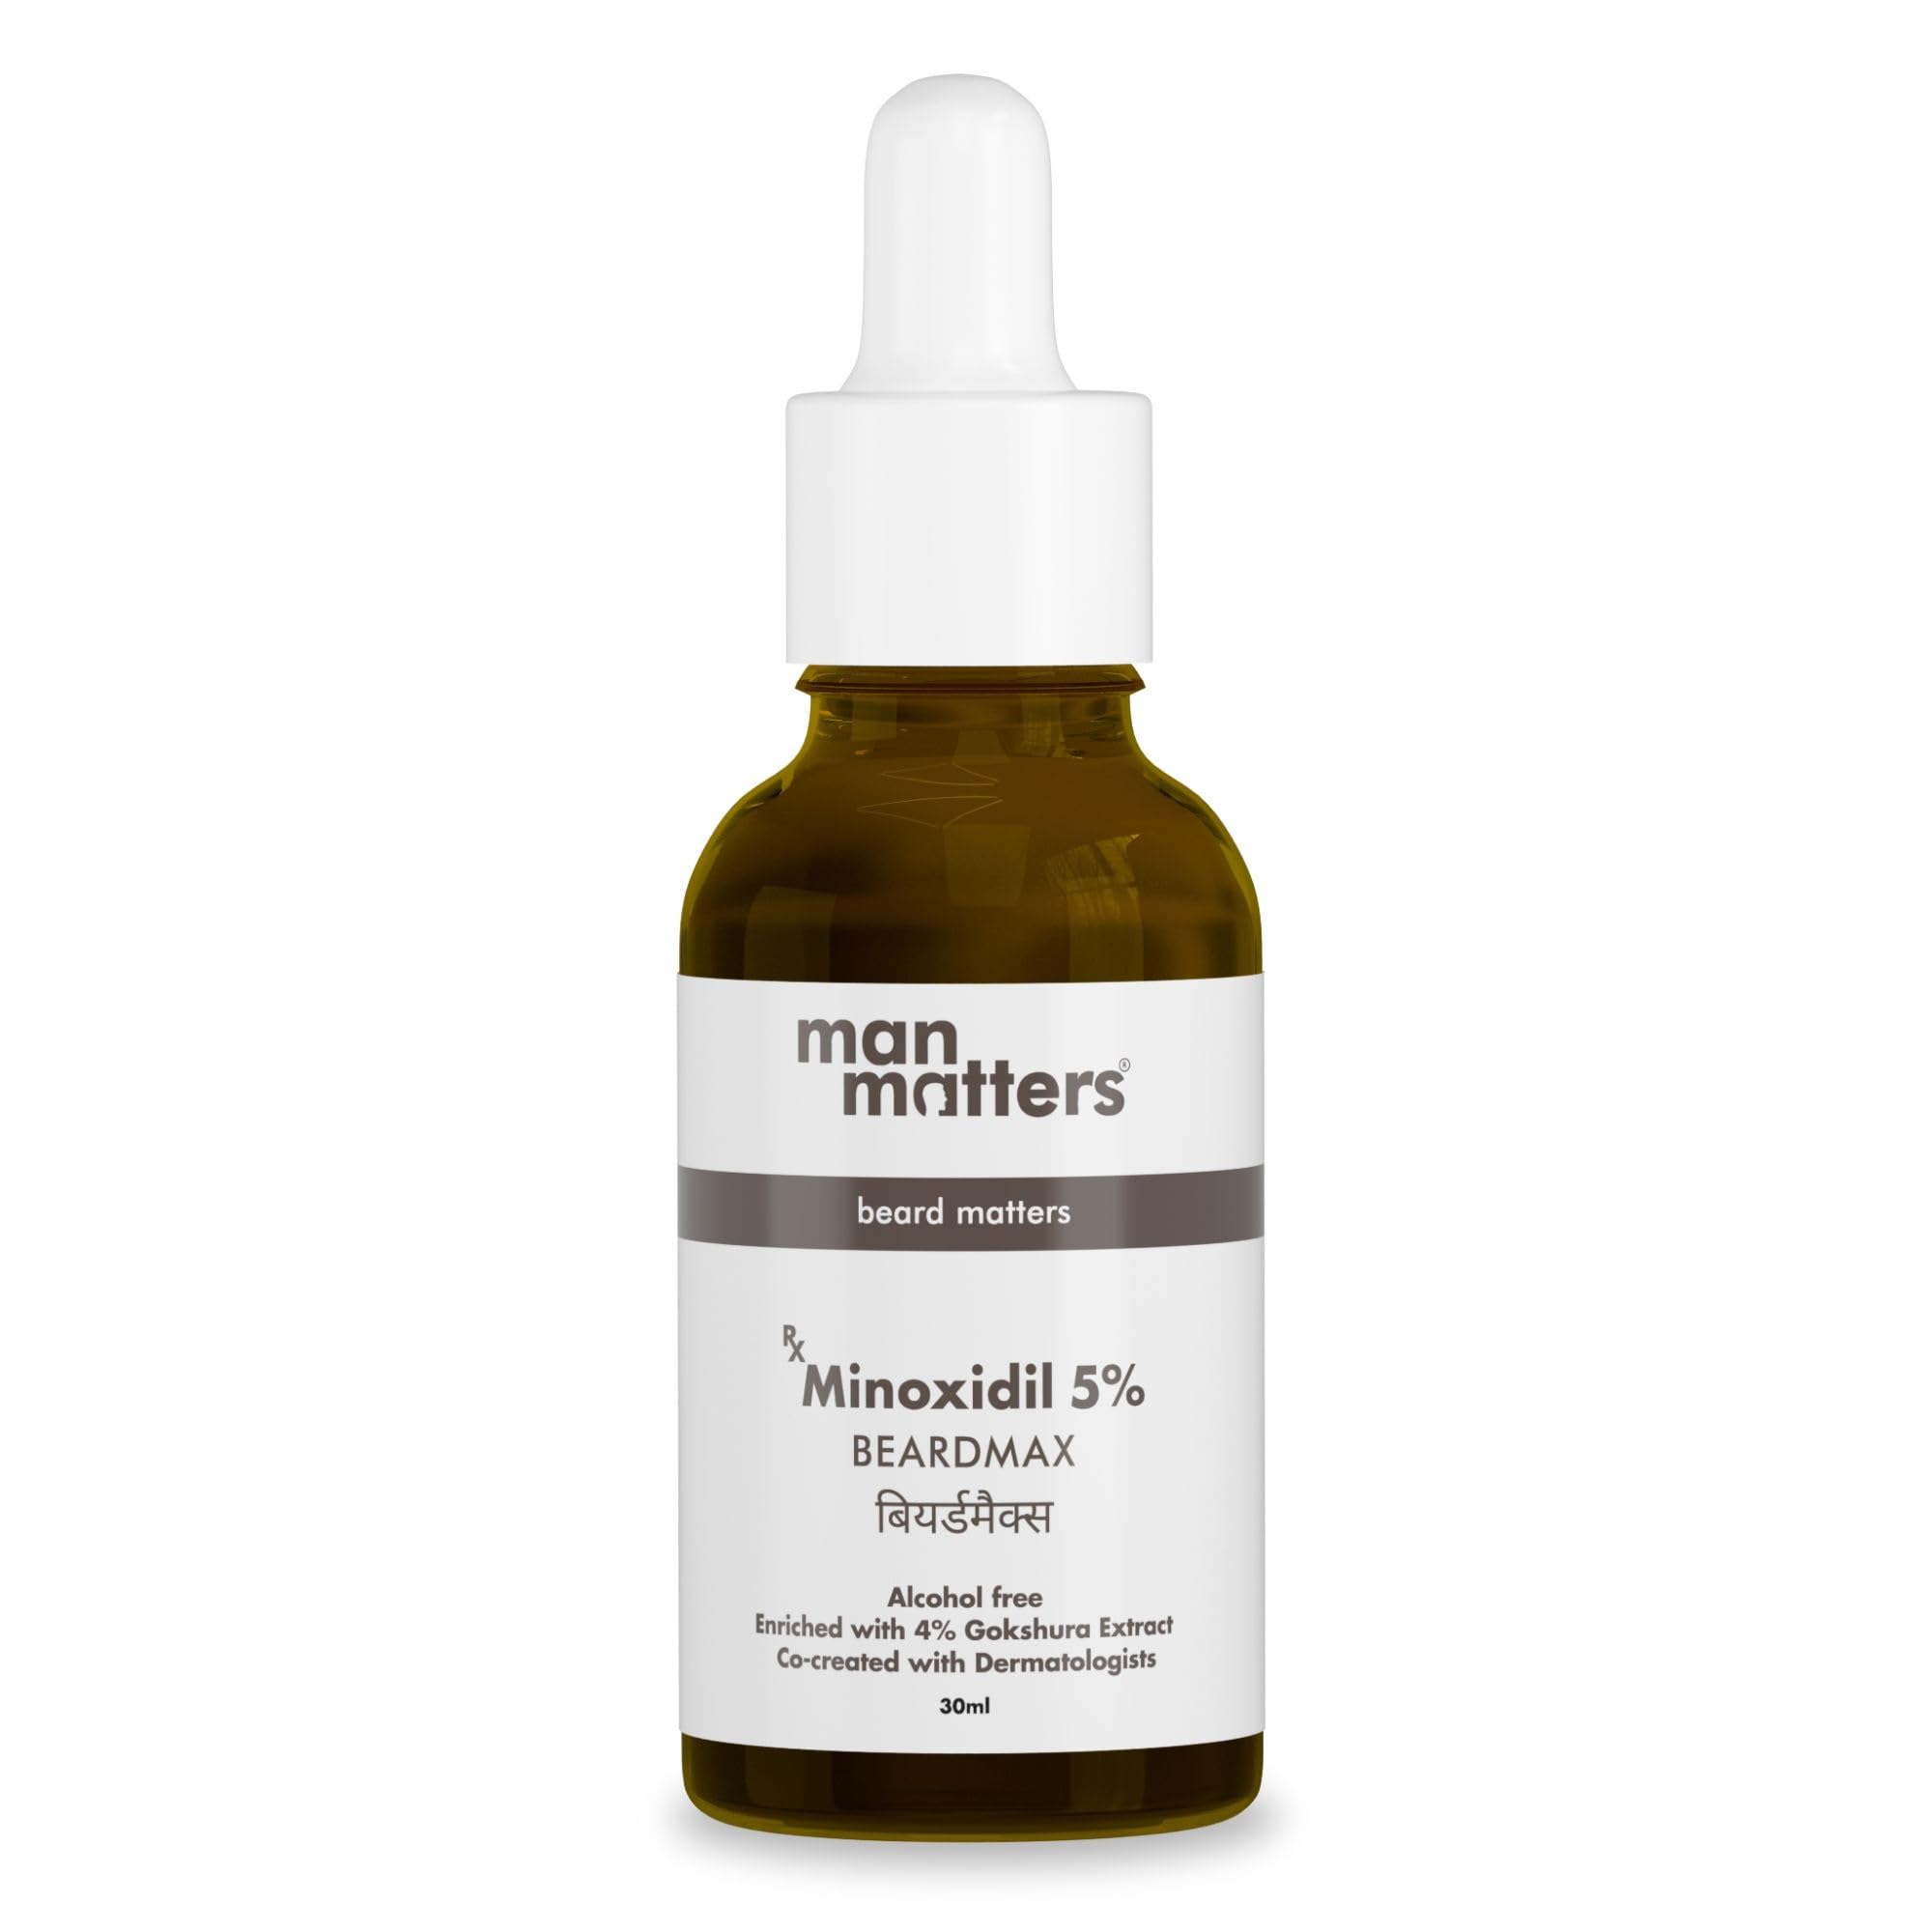 man
matters®
beard matters
Rx
Minoxidil 5%
BEARDMAX
बियर्डमैक्स
Alcohol free
Enriched with 4% Gokshura Extract
Co-created with Dermatologists
30ml